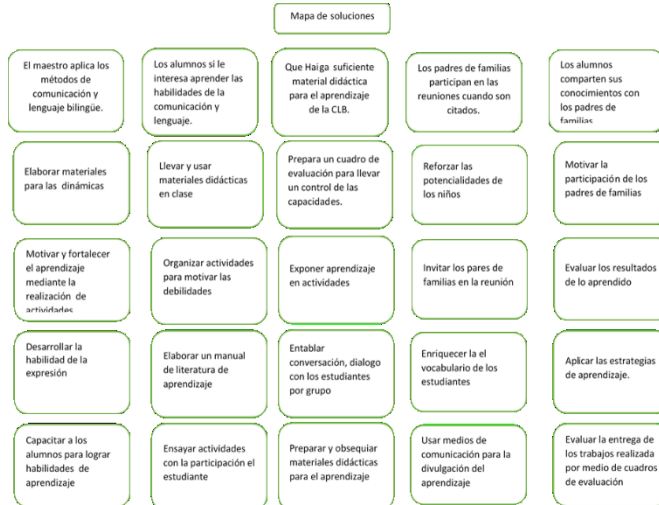 Mapa de soluciones
El maestro aplica los
métodos de
comunicación y
lenguaje bilingüe.
Los alumnos si le
interesa aprender las
habilidades de la
comunicación y
lenguaje.
Que Haiga suficiente
material didáctica
para el aprendizaje
de la CLB.
Los padres de familias
participan en las
reuniones cuando son
citados.
Los alumnos
comparten sus
conocimientos con
los padres de
familias
Elaborar materiales
para las dinámicas
Llevar y usar
materiales didácticas
en clase
Prepara un cuadro de
evaluación para llevar
un control de las
capacidades.
Reforzar las
potencialidades de
los niños
Motivar la
participación de los
padres de familias
Motivar y fortalecer
el aprendizaje
mediante la
realización de
actividades
Organizar actividades
para motivar las
debilidades
Exponer aprendizaje
en actividades
Invitar los pares de
familias en la reunión
Evaluar los resultados
de lo aprendido
Desarrollar la
habilidad de la
expresión
Elaborar un manual
de literatura de
aprendizaje
Entablar
conversación, dialogo
con los estudiantes
por grupo
Enriquecer la el
vocabulario de los
estudiantes
Aplicar las estrategias
de aprendizaje.
Capacitar a los
alumnos para lograr
habilidades de
aprendizaje
Ensayar actividades
con la participación el
estudiante
Preparar y obsequiar
materiales didácticas
para el aprendizaje
Usar medios de
comunicación para la
divulgación del
aprendizaje
Evaluar la entrega de
los trabajos realizada
por medio de cuadros
de evaluación